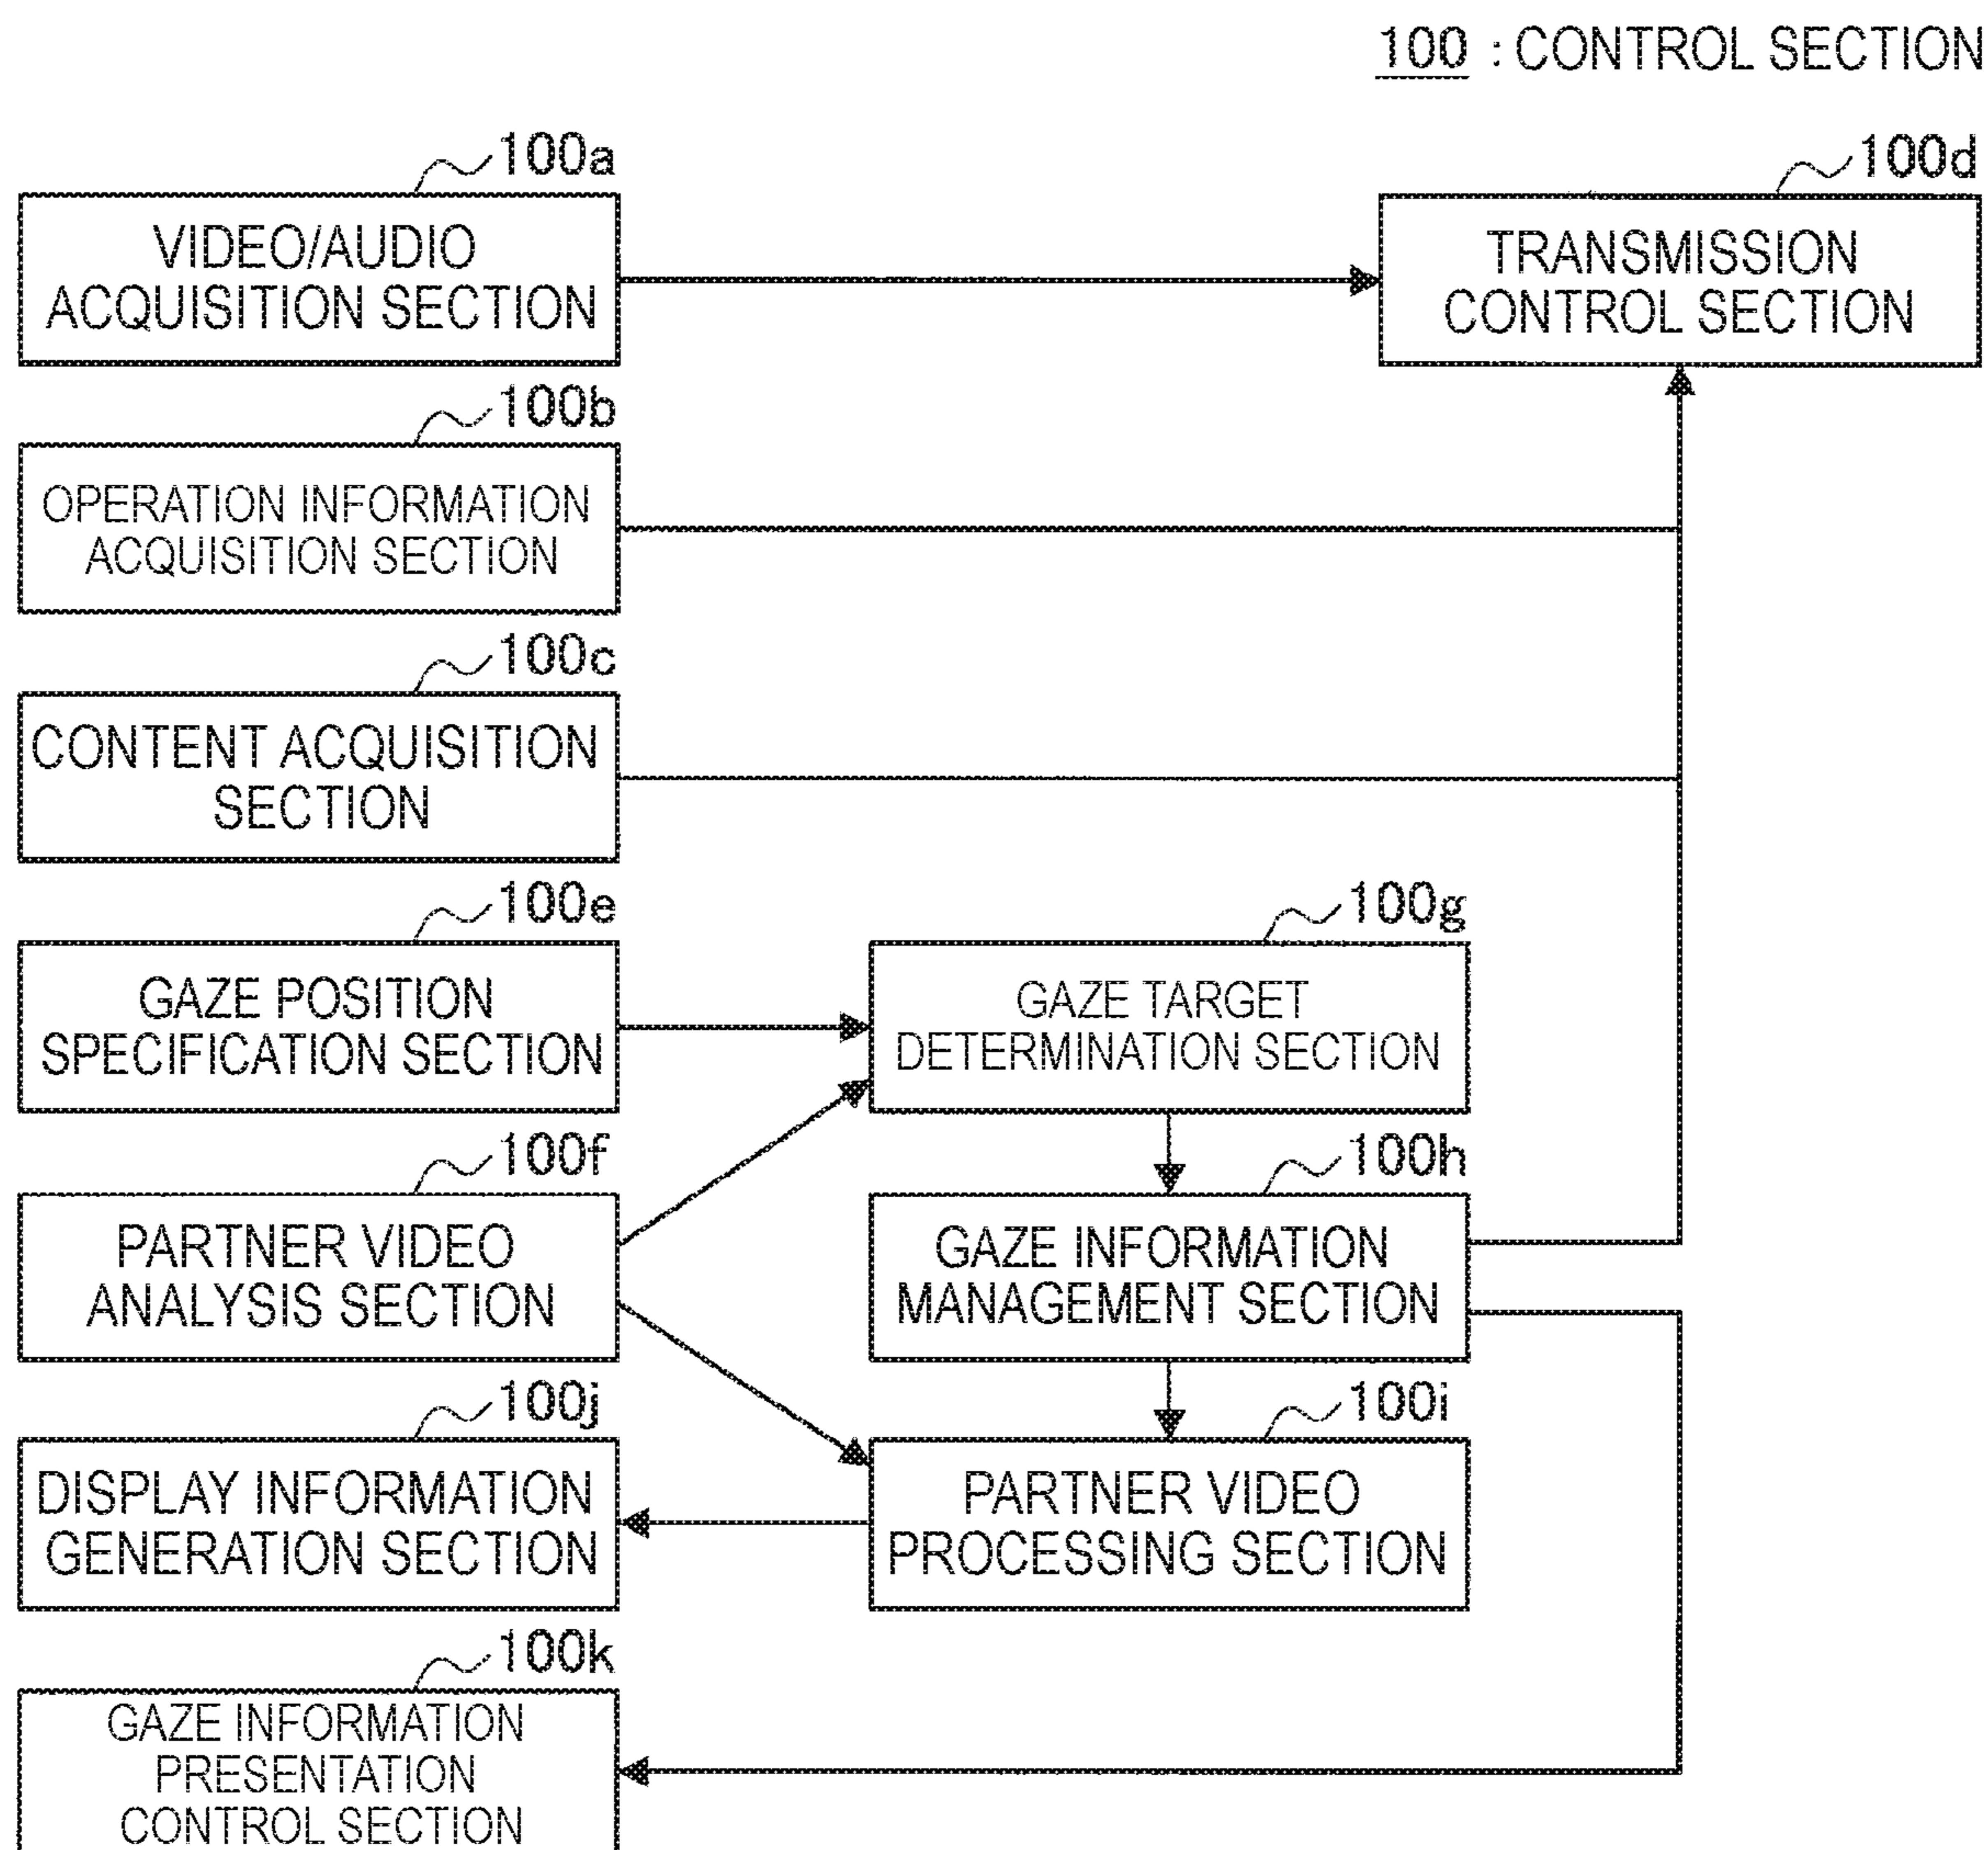 100 : CONTROL SECTION
100a
VIDEO/AUDIO
ACQUISITION SECTION
100d
TRANSMISSION
CONTROL SECTION
100b
OPERATION INFORMATION
ACQUISITION SECTION
100c
CONTENT ACQUISITION
SECTION
100e
GAZE POSITION
SPECIFICATION SECTION
100g
GAZE TARGET
DETERMINATION SECTION
100f
PARTNER VIDEO
ANALYSIS SECTION
100h
GAZE INFORMATION
MANAGEMENT SECTION
100j
DISPLAY INFORMATION
GENERATION SECTION
100i
PARTNER VIDEO
PROCESSING SECTION
100k
GAZE INFORMATION
PRESENTATION
CONTROL SECTION